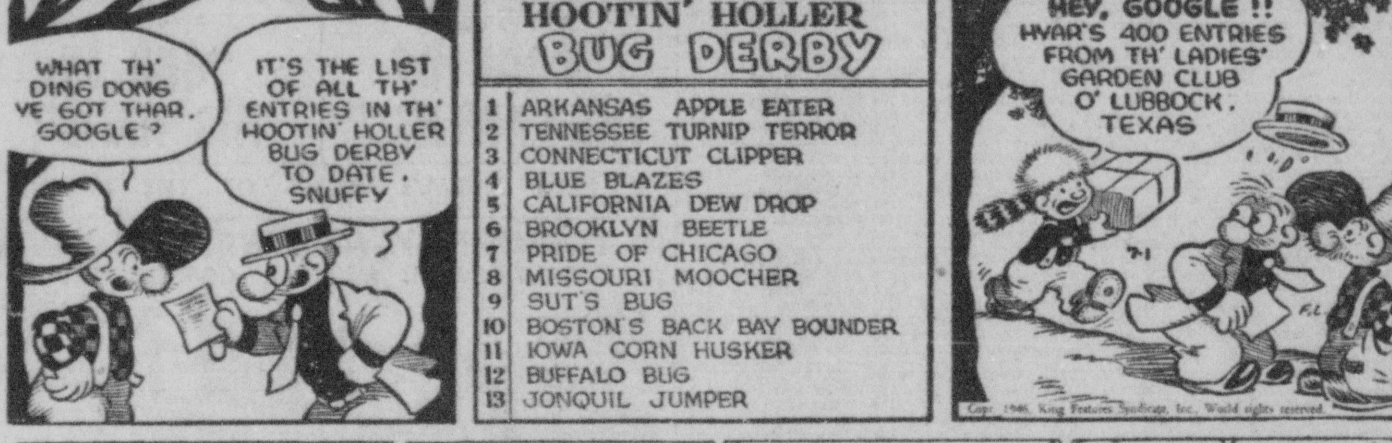 WHAT TH'
DING DONG
YE GOT THAR,
GOOGLE?
IT'S THE LIST
OF ALL TH'
ENTRIES IN TH'
HOOTIN' HOLLER
BUG DERBY
TO DATE,
SNUFFY
HOOTIN' HOLLER
BUG DERBY
1 ARKANSAS APPLE EATER
2 TENNESSEE TURNIP TERROR
3 CONNECTICUT CLIPPER
4 BLUE BLAZES
5 CALIFORNIA DEW DROP
6 BROOKLYN BEETLE
7 PRIDE OF CHICAGO
8 MISSOURI MOOCHER
9 SUT'S BUG
10 BOSTON'S BACK BAY BOUNDER
11 IOWA CORN HUSKER
12 BUFFALO BUG
13 JONQUIL JUMPER
HEY, GOOGLE !!
HYAR'S 400 ENTRIES
FROM TH' LADIES'
GARDEN CLUB
O' LUBBOCK,
TEXAS
7-1
F.L.
Copr. 1946, King Features Syndicate, Inc., World rights reserved.